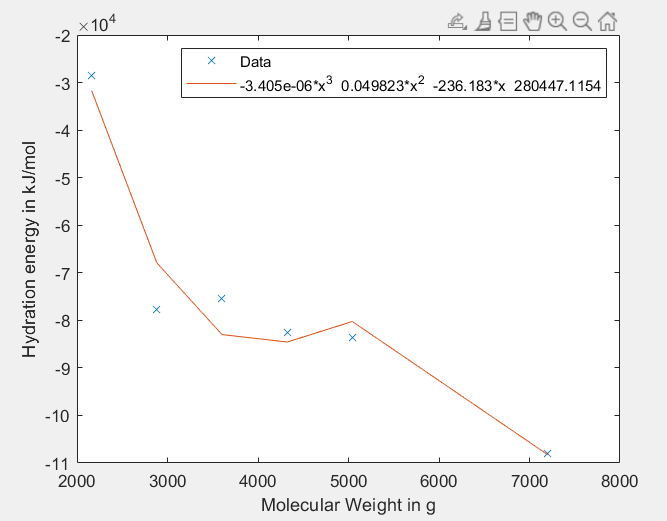 ×10⁴
-2
-3
-4
-5
-6
-7
-8
-9
-10
-11
Hydration energy in kJ/mol
Data
-3.405e-06*x³ 0.049823*x² -236.183*x 280447.1154
2000 3000 4000 5000 6000 7000 8000
Molecular Weight in g